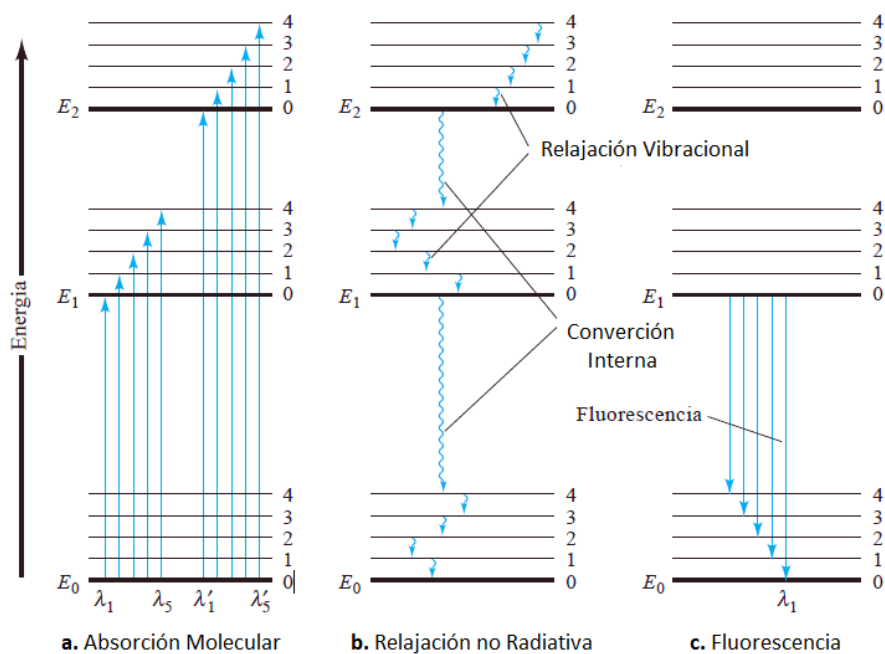 4
3
2
1
0
E2
4
3
2
1
0
E1
4
3
2
1
0
E0
λ1
λ5
λ′1
λ′5
Energia
a. Absorción Molecular
4
3
2
1
0
E2
Relajación Vibracional
4
3
2
1
0
E1
Converción
Interna
4
3
2
1
0
E0
b. Relajación no Radiativa
4
3
2
1
0
E2
4
3
2
1
0
E1
Fluorescencia
4
3
2
1
0
E0
λ1
c. Fluorescencia